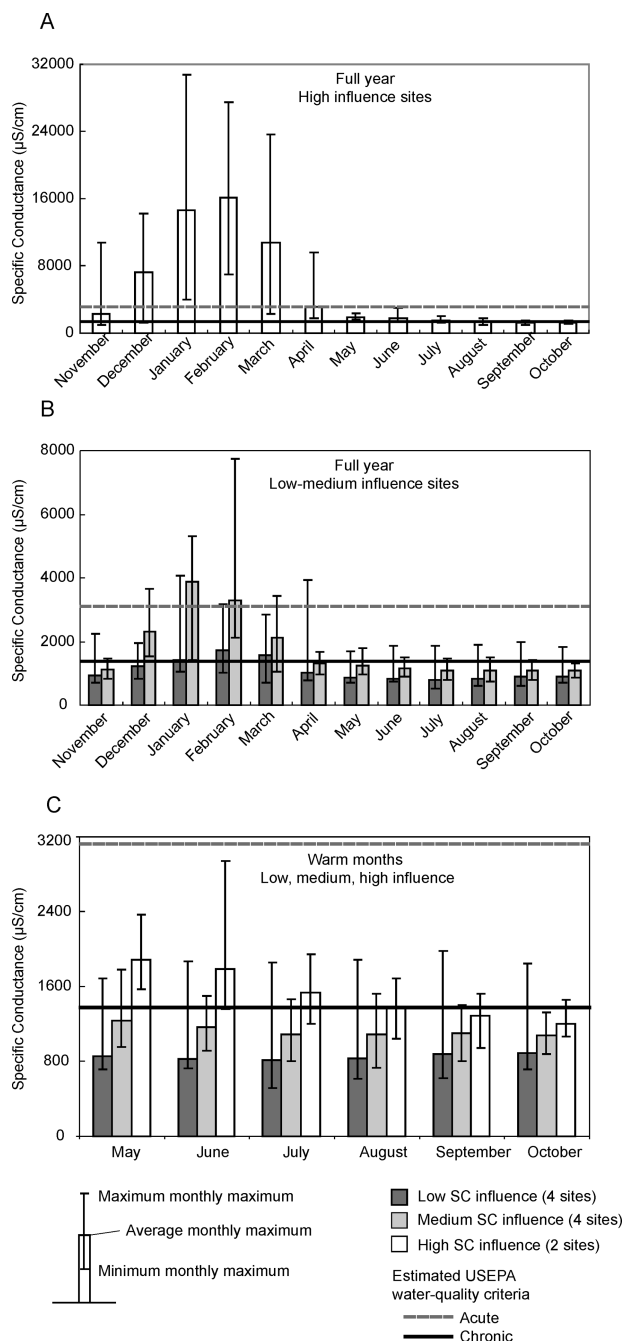 A
Specific Conductance (µS/cm)
32000
24000
16000
8000
0
Full year
High influence sites
November
December
January
February
March
April
May
June
July
August
September
October
B
Specific Conductance (µS/cm)
8000
6000
4000
2000
0
Full year
Low-medium influence sites
November
December
January
February
March
April
May
June
July
August
September
October
C
Specific Conductance (µS/cm)
3200
2400
1600
800
0
Warm months
Low, medium, high influence
May
June
July
August
September
October
Maximum monthly maximum
Average monthly maximum
Minimum monthly maximum
Low SC influence (4 sites)
Medium SC influence (4 sites)
High SC influence (2 sites)
Estimated USEPA
water-quality criteria
Acute
Chronic